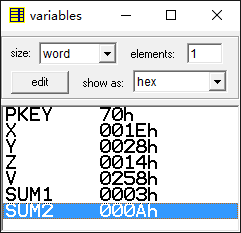 variables
size: word elements: 1
edit show as: hex
PKEY 70h
X 001Eh
Y 0028h
Z 0014h
V 0258h
SUM1 0003h
SUM2 000Ah